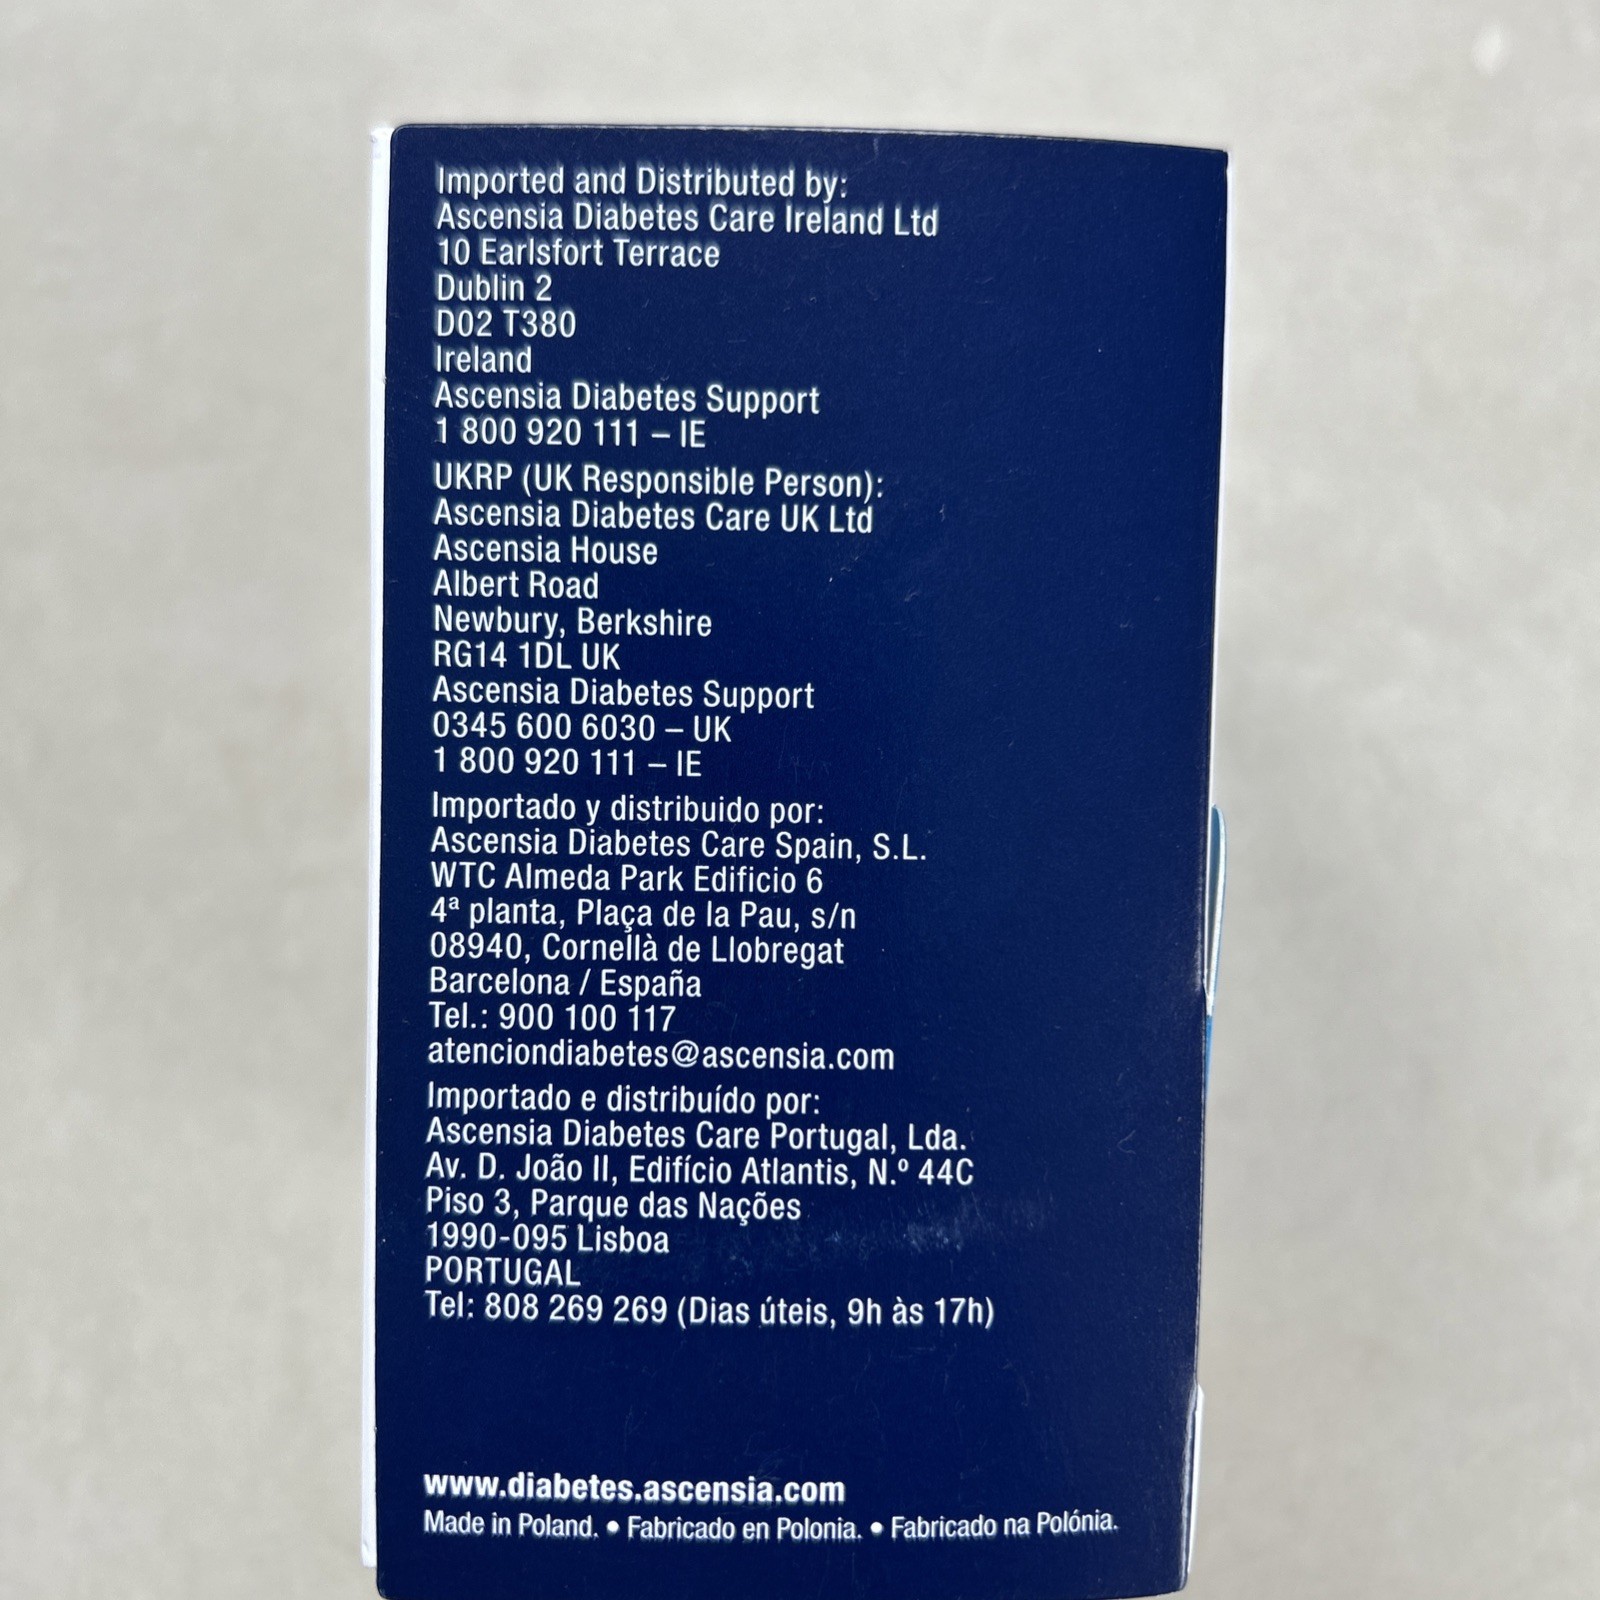 Imported and Distributed by:
Ascensia Diabetes Care Ireland Ltd
10 Earlsfort Terrace
Dublin 2
D02 T380
Ireland
Ascensia Diabetes Support
1 800 920 111 – IE
UKRP (UK Responsible Person):
Ascensia Diabetes Care UK Ltd
Ascensia House
Albert Road
Newbury, Berkshire
RG14 1DL UK
Ascensia Diabetes Support
0345 600 6030 – UK
1 800 920 111 – IE
Importado y distribuido por:
Ascensia Diabetes Care Spain, S.L.
WTC Almeda Park Edificio 6
4ª planta, Plaça de la Pau, s/n
08940, Cornellà de Llobregat
Barcelona / España
Tel.: 900 100 117
atenciondiabetes@ascensia.com
Importado e distribuído por:
Ascensia Diabetes Care Portugal, Lda.
Av. D. João II, Edifício Atlantis, N.º 44C
Piso 3, Parque das Nações
1990-095 Lisboa
PORTUGAL
Tel: 808 269 269 (Dias úteis, 9h às 17h)
www.diabetes.ascensia.com
Made in Poland. • Fabricado en Polonia. • Fabricado na Polónia.